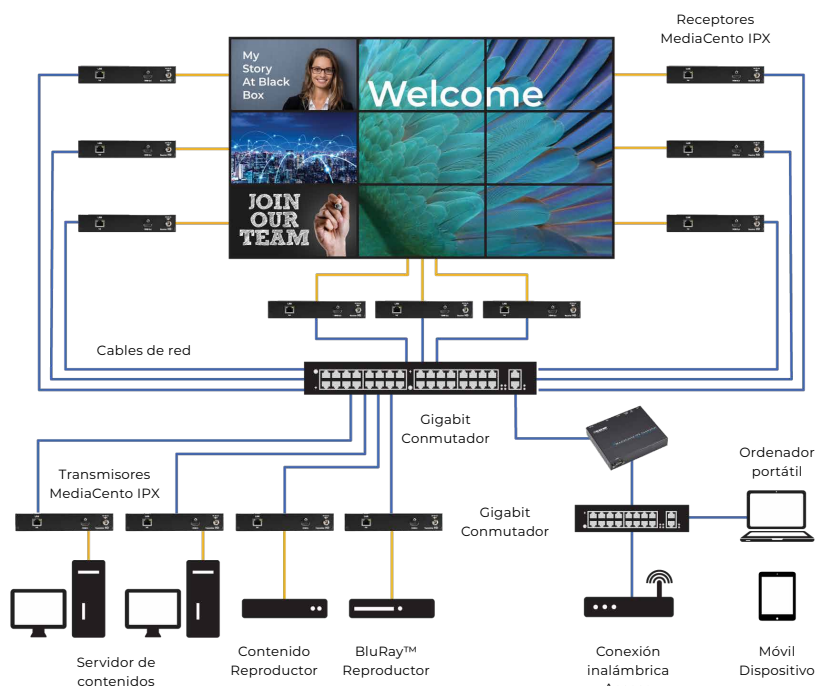 Receptores
MediaCento IPX
My
Story
At Black
Box
Welcome
JOIN
OUR
TEAM
Cables de red
Gigabit
Conmutador
Transmisores
MediaCento IPX
Ordenador
portátil
Gigabit
Conmutador
Servidor de
contenidos
Contenido
Reproductor
BluRay™
Reproductor
Conexión
inalámbrica
Móvil
Dispositivo